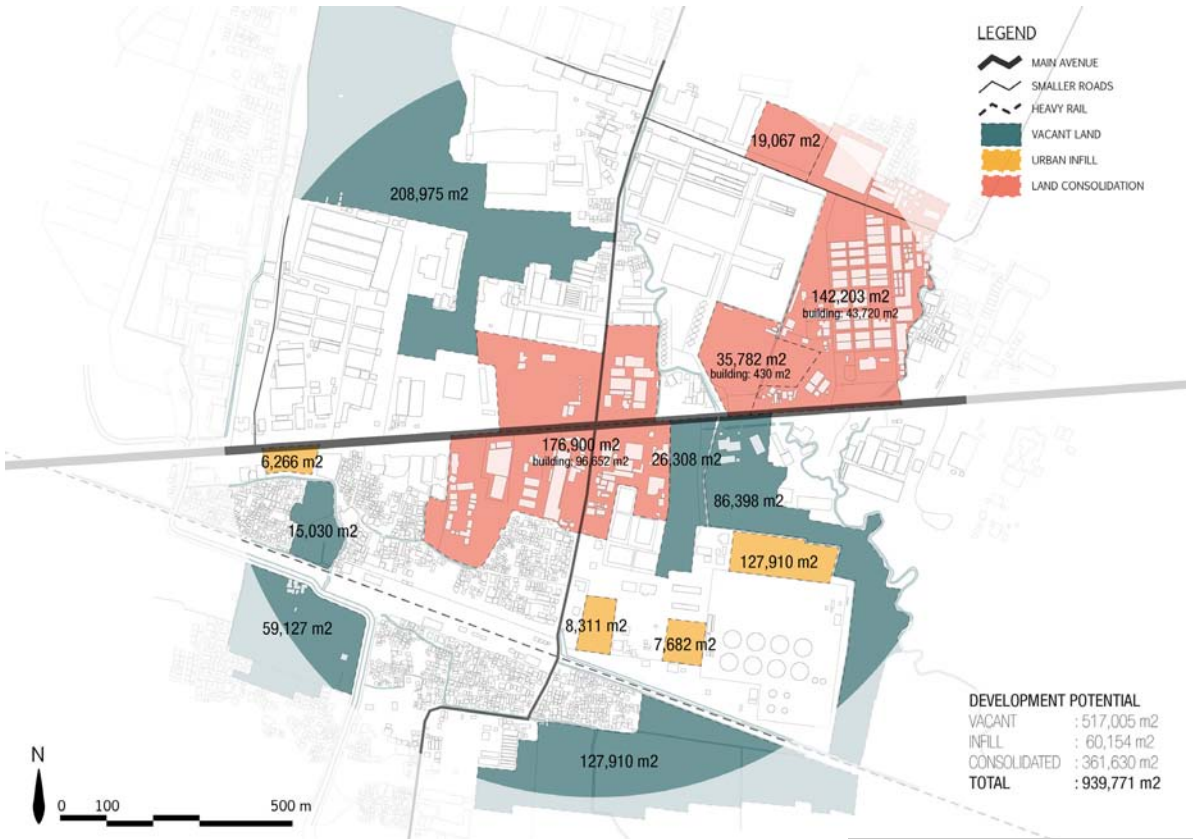 LEGEND
MAIN AVENUE
SMALLER ROADS
HEAVY RAIL
VACANT LAND
URBAN INFILL
LAND CONSOLIDATION
19,067 m2
208,975 m2
142,203 m2
building: 43,720 m2
35,782 m2
building: 430 m2
176,900 m2
building: 96,652 m2
26,308 m2
6,266 m2
86,398 m2
15,030 m2
127,910 m2
59,127 m2
8,311 m2
7,682 m2
127,910 m2
DEVELOPMENT POTENTIAL
VACANT : 517,005 m2
INFILL : 60,154 m2
CONSOLIDATED : 361,630 m2
TOTAL : 939,771 m2
N
0 100 500 m